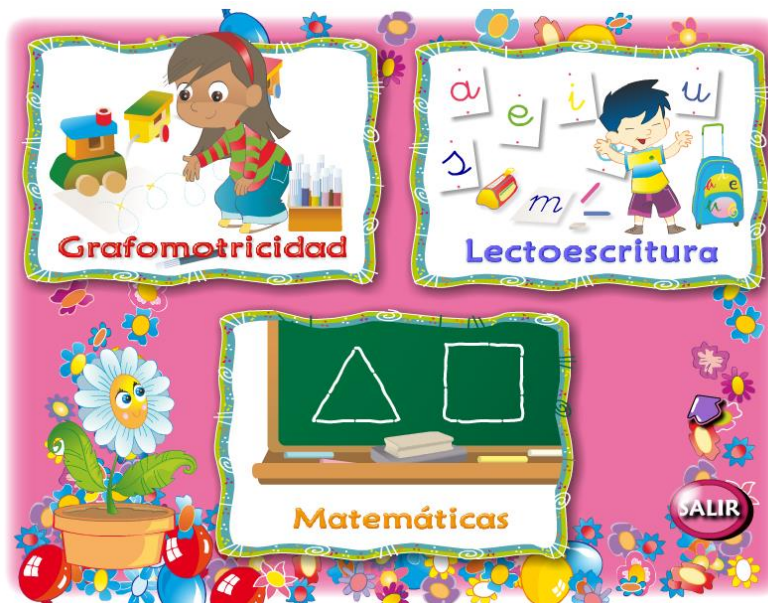 a e i u
s m
a e
Grafomotricidad
Lectoescritura
Matemáticas
SALIR